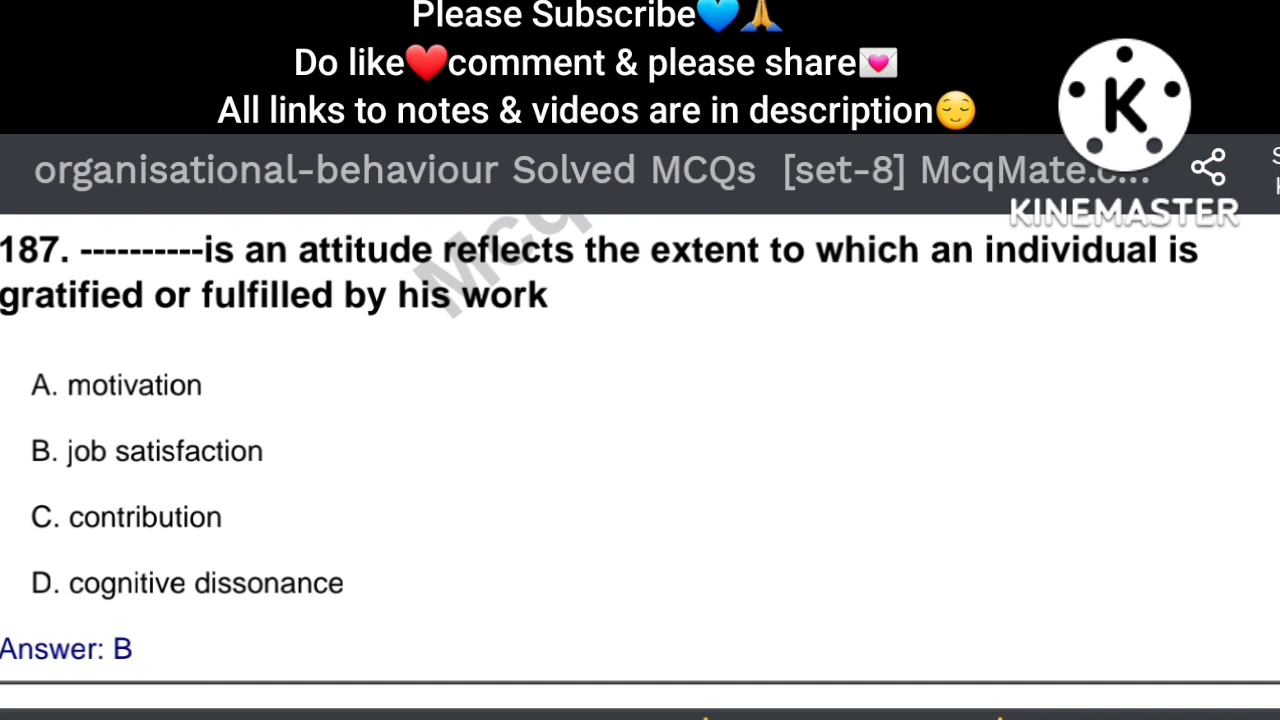 Please Subscribe💙🙏
Do like❤️comment & please share💌
All links to notes & videos are in description😌
K
organisational-behaviour Solved MCQs [set-8] McqMate.c...
KINEMASTER
Mcq
187. ----------is an attitude reflects the extent to which an individual is
gratified or fulfilled by his work
A. motivation
B. job satisfaction
C. contribution
D. cognitive dissonance
Answer: B